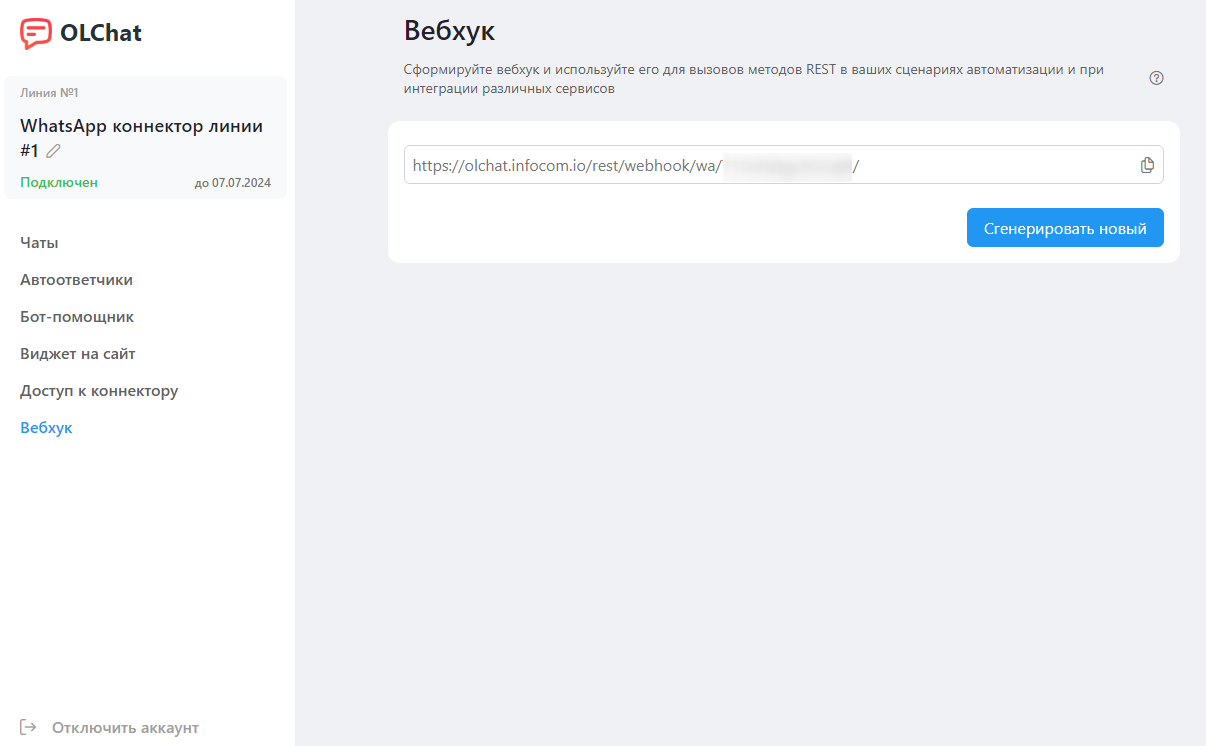 OLChat
Линия №1
WhatsApp коннектор линии
#1
Подключен
до 07.07.2024
Чаты
Автоответчики
Бот-помощник
Виджет на сайт
Доступ к коннектору
Вебхук
Отключить аккаунт
Вебхук
Сформируйте вебхук и используйте его для вызовов методов REST в ваших сценариях автоматизации и при
интеграции различных сервисов
https://olchat.infocom.io/rest/webhook/wa/ /
Сгенерировать новый